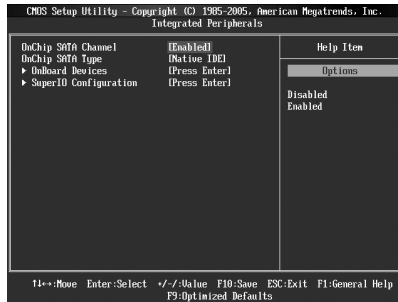 CMOS Setup Utility - Copyright (C) 1985-2005, American Megatrends, Inc.
Integrated Peripherals
OnChip SATA Channel [Enabled]
OnChip SATA Type [Native IDE]
▶ OnBoard Devices [Press Enter]
▶ SuperIO Configuration [Press Enter]
Help Item
Options
Disabled
Enabled
↑↓↔:Move Enter:Select +/-/:Value F10:Save ESC:Exit F1:General Help
F9:Optimized Defaults